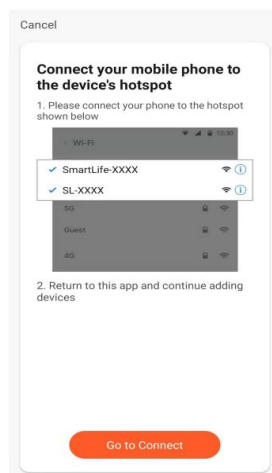 Cancel
Connect your mobile phone to
the device's hotspot
1. Please connect your phone to the hotspot
shown below
12:30
Wi-Fi
SmartLife-XXXX
SL-XXXX
5G
Guest
4G
2. Return to this app and continue adding
devices
Go to Connect